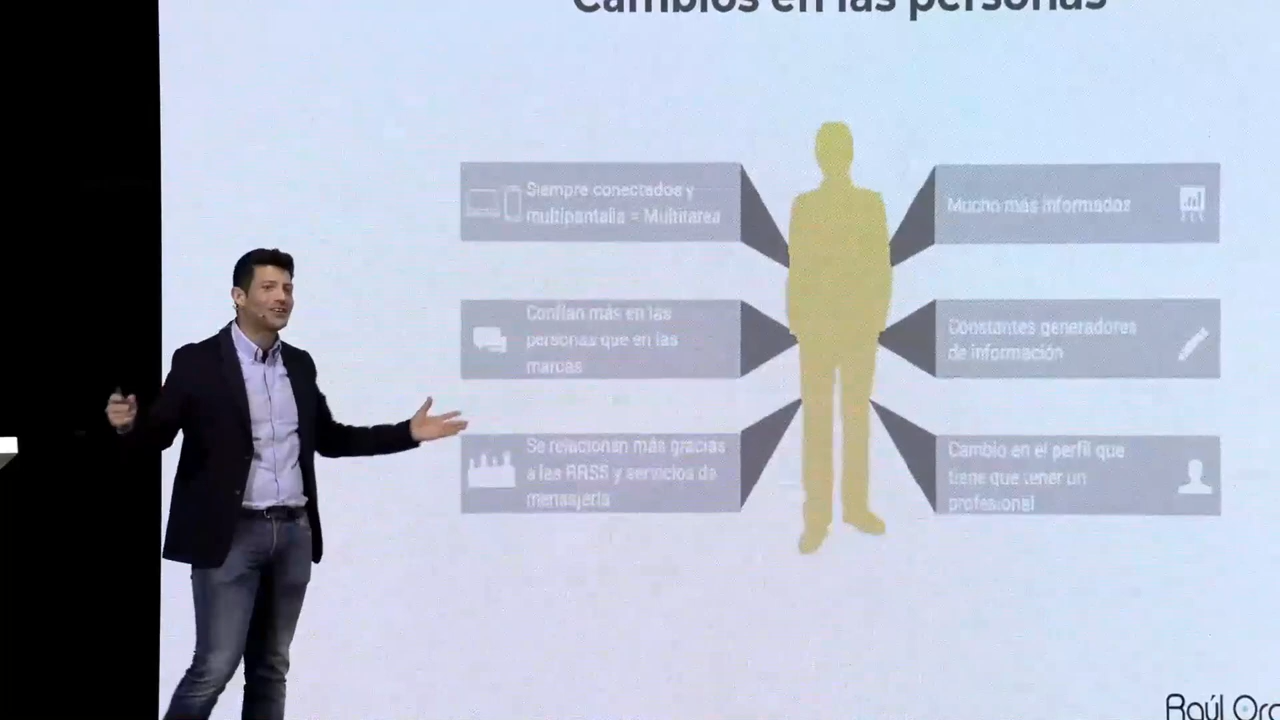 Cambios en las personas
Siempre conectados y
multipantalla = Multitarea
Mucho más informados
Confían más en las
personas que en las
marcas
Constantes generadores
de información
Se relacionan más gracias
a las RRSS y servicios de
mensajería
Cambio en el perfil que
tiene que tener un
profesional
Raúl